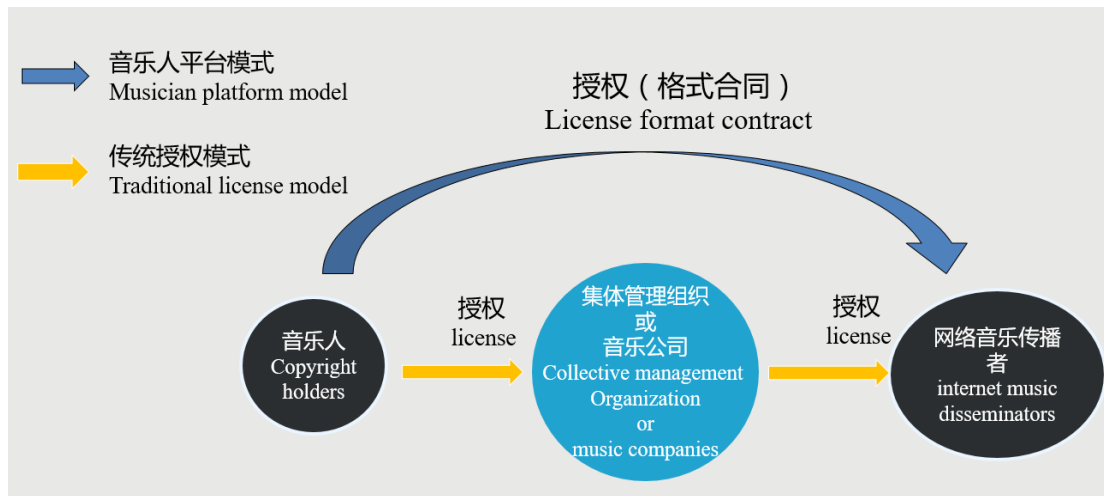 音乐人平台模式
Musician platform model
传统授权模式
Traditional license model
授权（格式合同）
License format contract
音乐人
Copyright
holders
授权
license
集体管理组织
或
音乐公司
Collective management
Organization
or
music companies
授权
license
网络音乐传播
者
internet music
disseminators